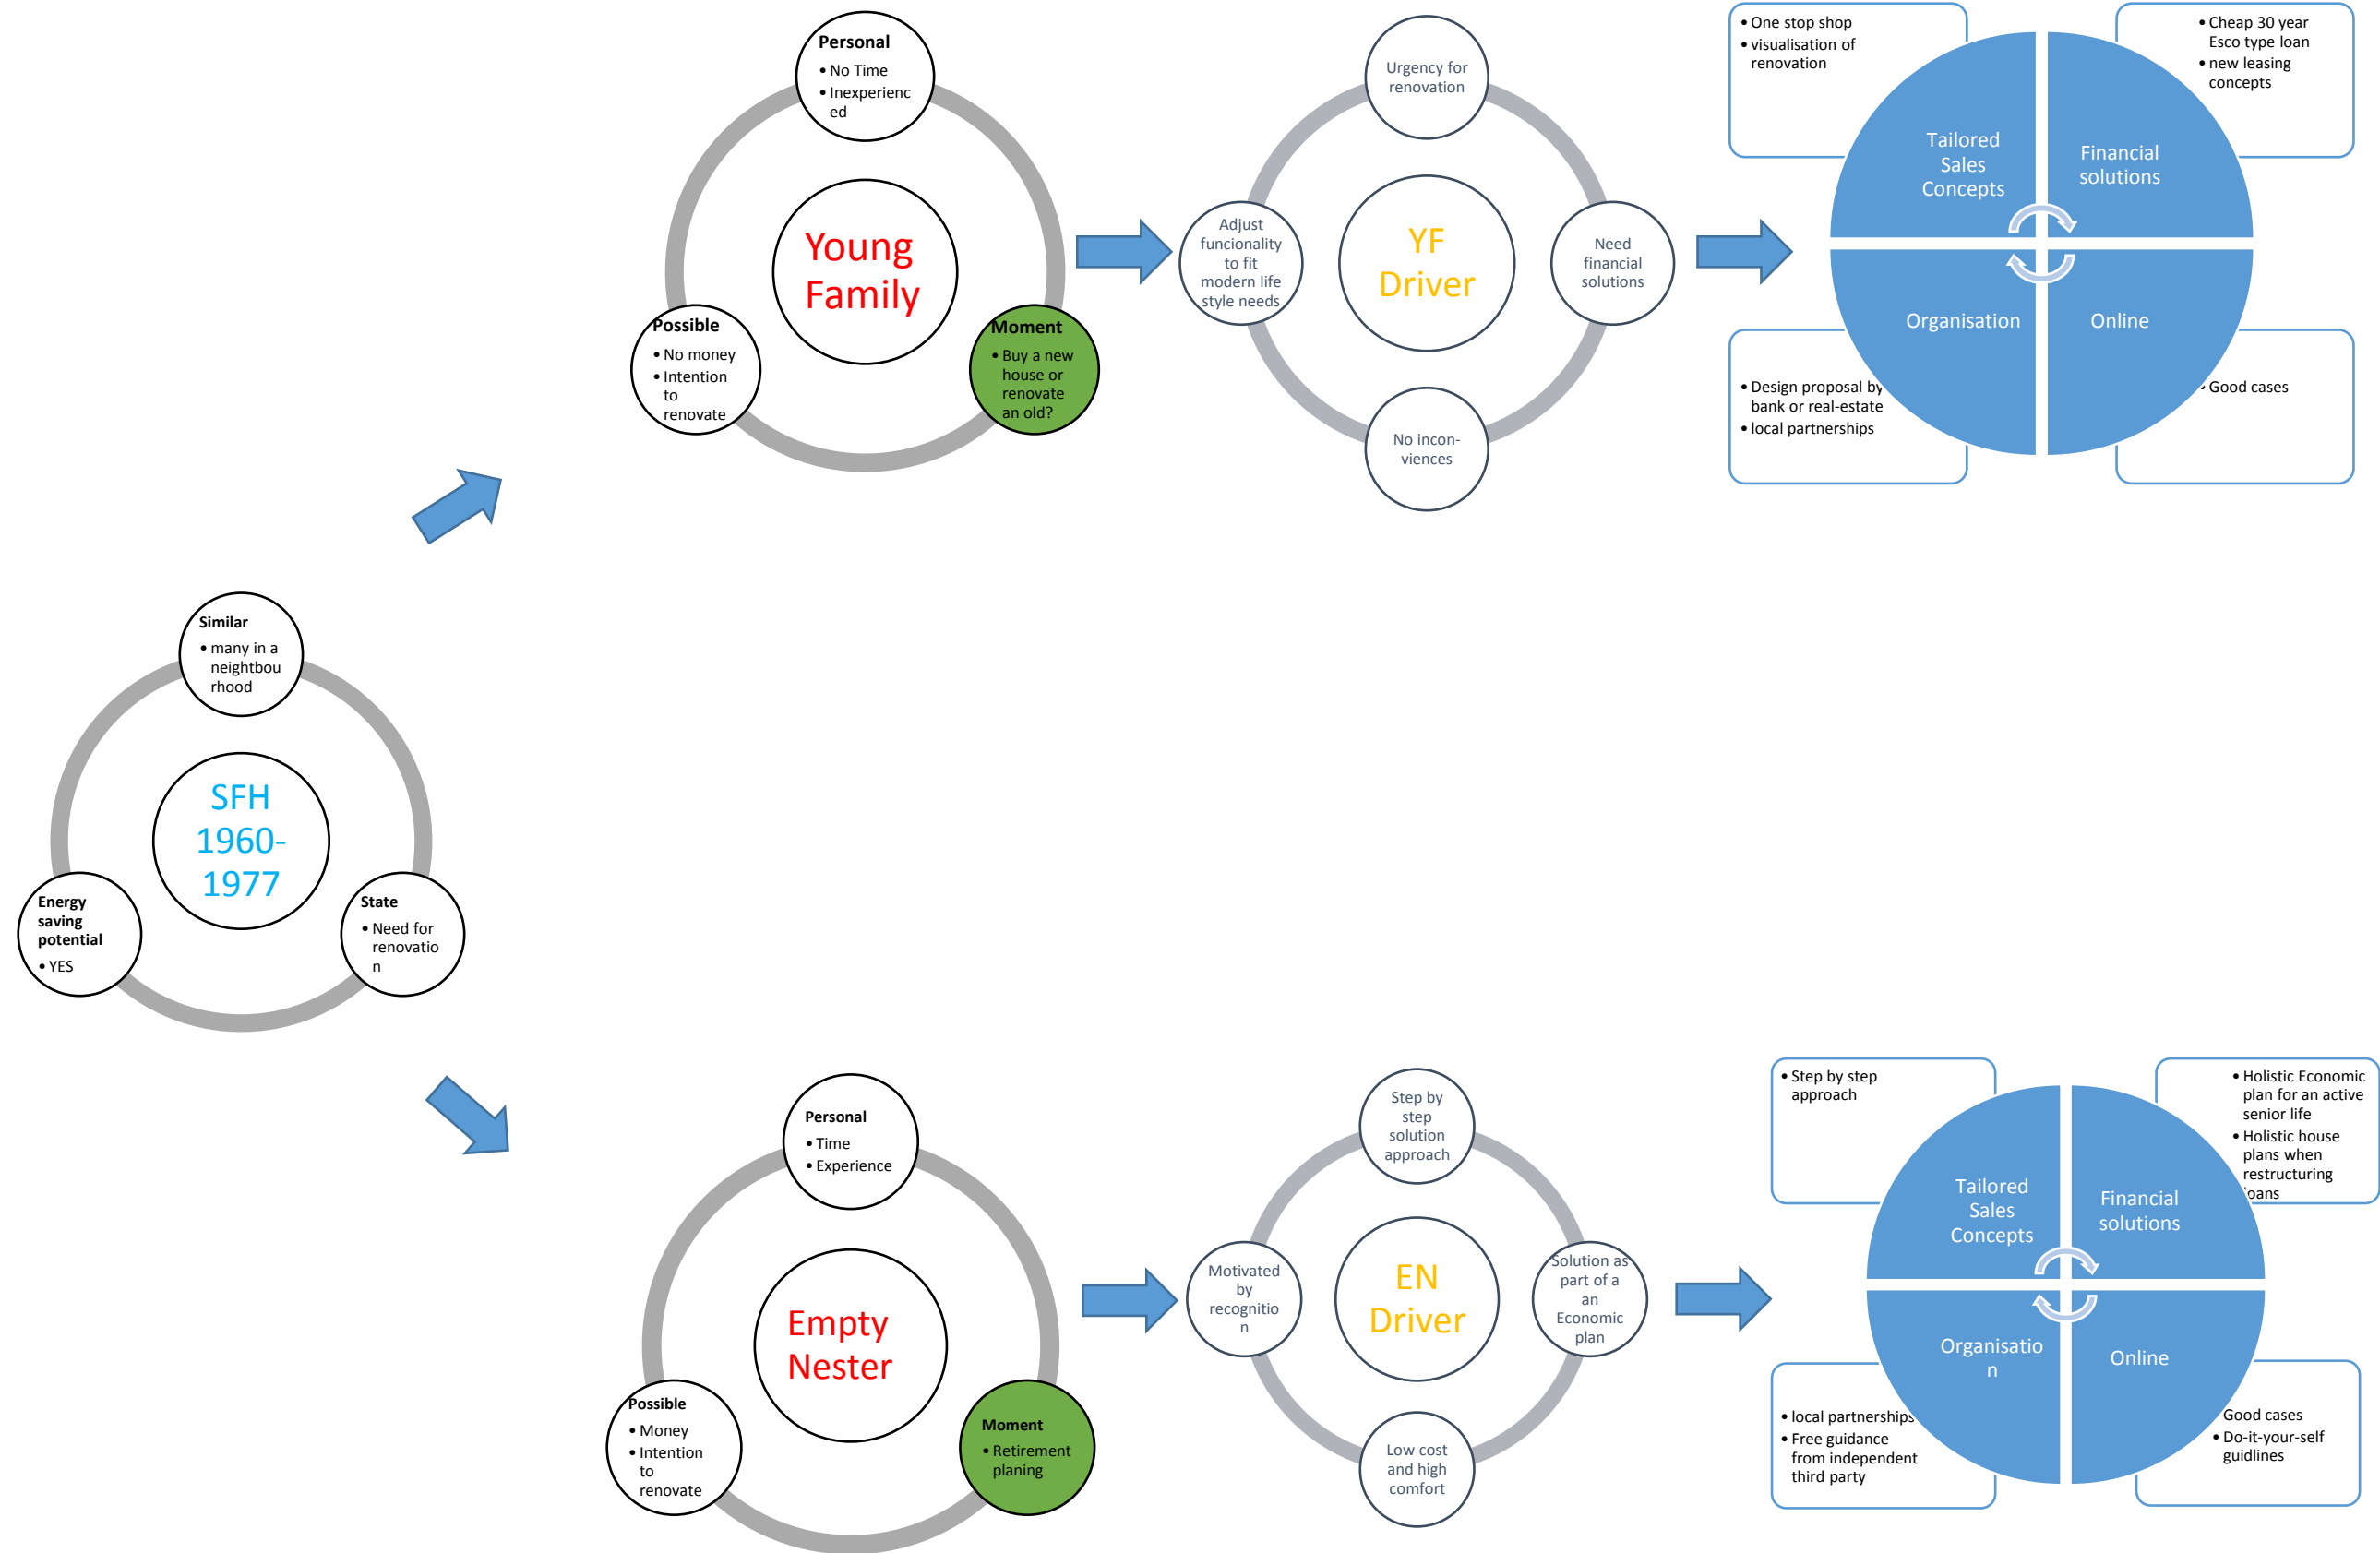 Personal
• No Time
• Inexperienc
ed
Young
Family
Possible
• No money
• Intention
to
renovate
Moment
• Buy a new
house or
renovate
an old?
Urgency for
renovation
Adjust
funcionality
to fit
modern life
style needs
YF
Driver
Need
financial
solutions
No incon-
viences
• One stop shop
• visualisation of
renovation
• Cheap 30 year
Esco type loan
• new leasing
concepts
Tailored
Sales
Concepts
Financial
solutions
Organisation
Online
• Design proposal by
bank or real-estate
• local partnerships
• Good cases
Similar
• many in a
neightbou
rhood
SFH
1960-
1977
Energy
saving
potential
• YES
State
• Need for
renovatio
n
Personal
• Time
• Experience
Empty
Nester
Possible
• Money
• Intention
to
renovate
Moment
• Retirement
planing
Step by
step
solution
approach
Motivated
by
recognitio
n
EN
Driver
Solution as
part of a
an
Economic
plan
Low cost
and high
comfort
• Step by step
approach
• Holistic Economic
plan for an active
senior life
• Holistic house
plans when
restructuring
loans
Tailored
Sales
Concepts
Financial
solutions
Organisatio
n
Online
• local partnerships
• Free guidance
from independent
third party
Good cases
• Do-it-your-self
guidlines